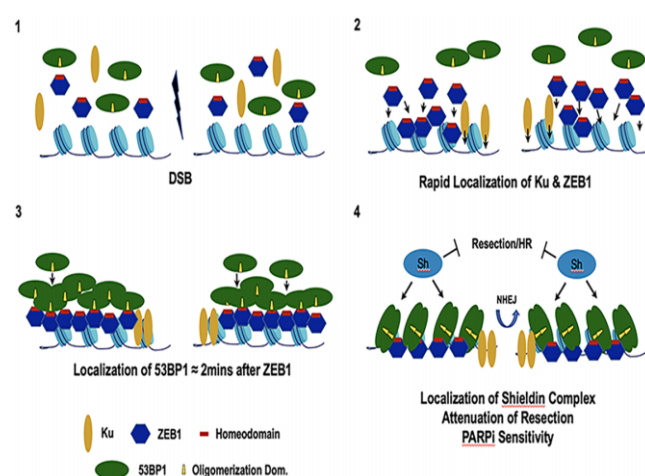 1
DSB
2
Rapid Localization of Ku & ZEB1
3
Localization of 53BP1 ≈ 2mins after ZEB1
4
Resection/HR
Sh
Sh
NHEJ
Localization of Shieldin Complex
Attenuation of Resection
PARPi Sensitivity
Ku
ZEB1
Homeodomain
53BP1
Oligomerization Dom.